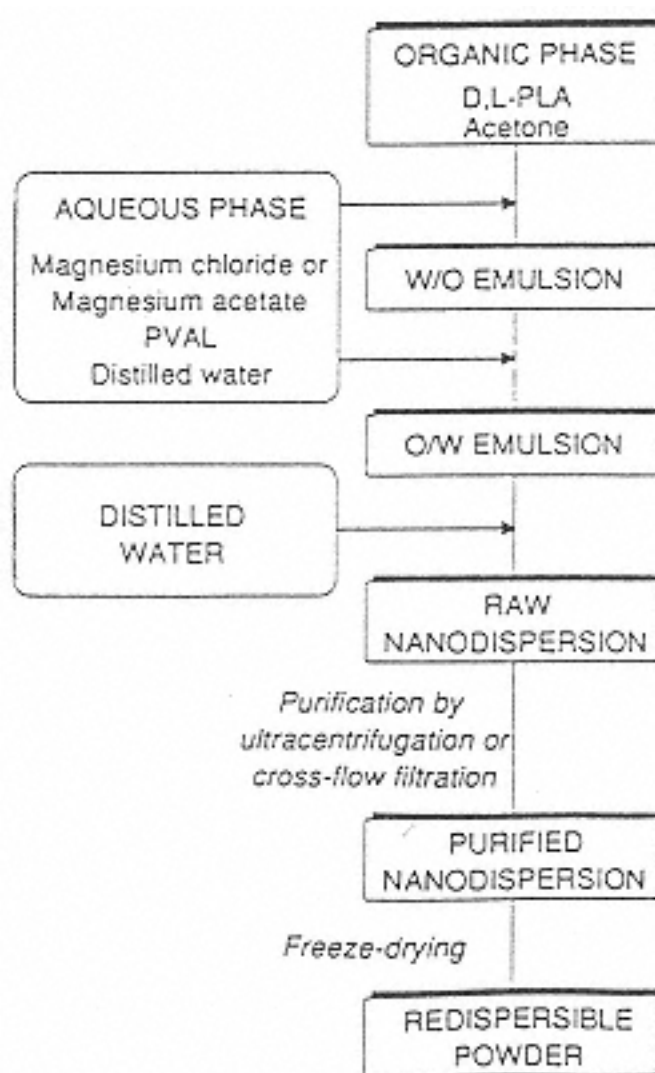 ORGANIC PHASE
D,L-PLA
Acetone
AQUEOUS PHASE
Magnesium chloride or
Magnesium acetate
PVAL
Distilled water
W/O EMULSION
O/W EMULSION
DISTILLED
WATER
RAW
NANODISPERSION
Purification by
ultracentrifugation or
cross-flow filtration
PURIFIED
NANODISPERSION
Freeze-drying
REDISPERSIBLE
POWDER